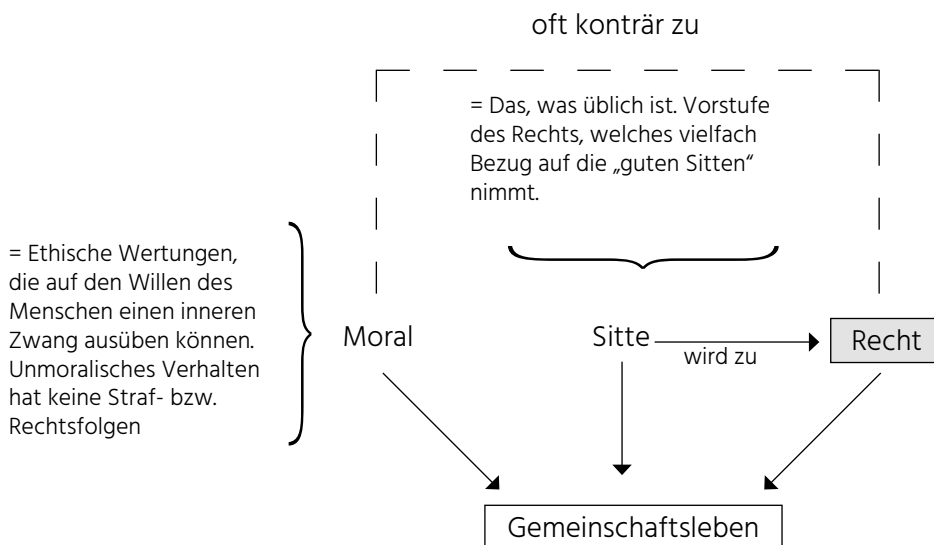 oft konträr zu
= Das, was üblich ist. Vorstufe
des Rechts, welches vielfach
Bezug auf die „guten Sitten“
nimmt.
= Ethische Wertungen,
die auf den Willen des
Menschen einen inneren
Zwang ausüben können.
Unmoralisches Verhalten
hat keine Straf- bzw.
Rechtsfolgen
Moral
Sitte
wird zu
Recht
Gemeinschaftsleben